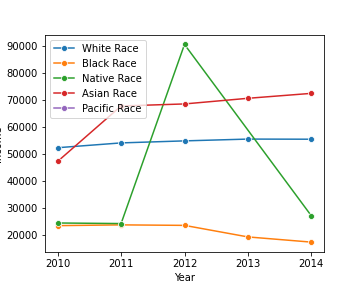 White Race
Black Race
Native Race
Asian Race
Pacific Race
90000
80000
70000
60000
50000
40000
30000
20000
2010 2011 2012 2013 2014
Year